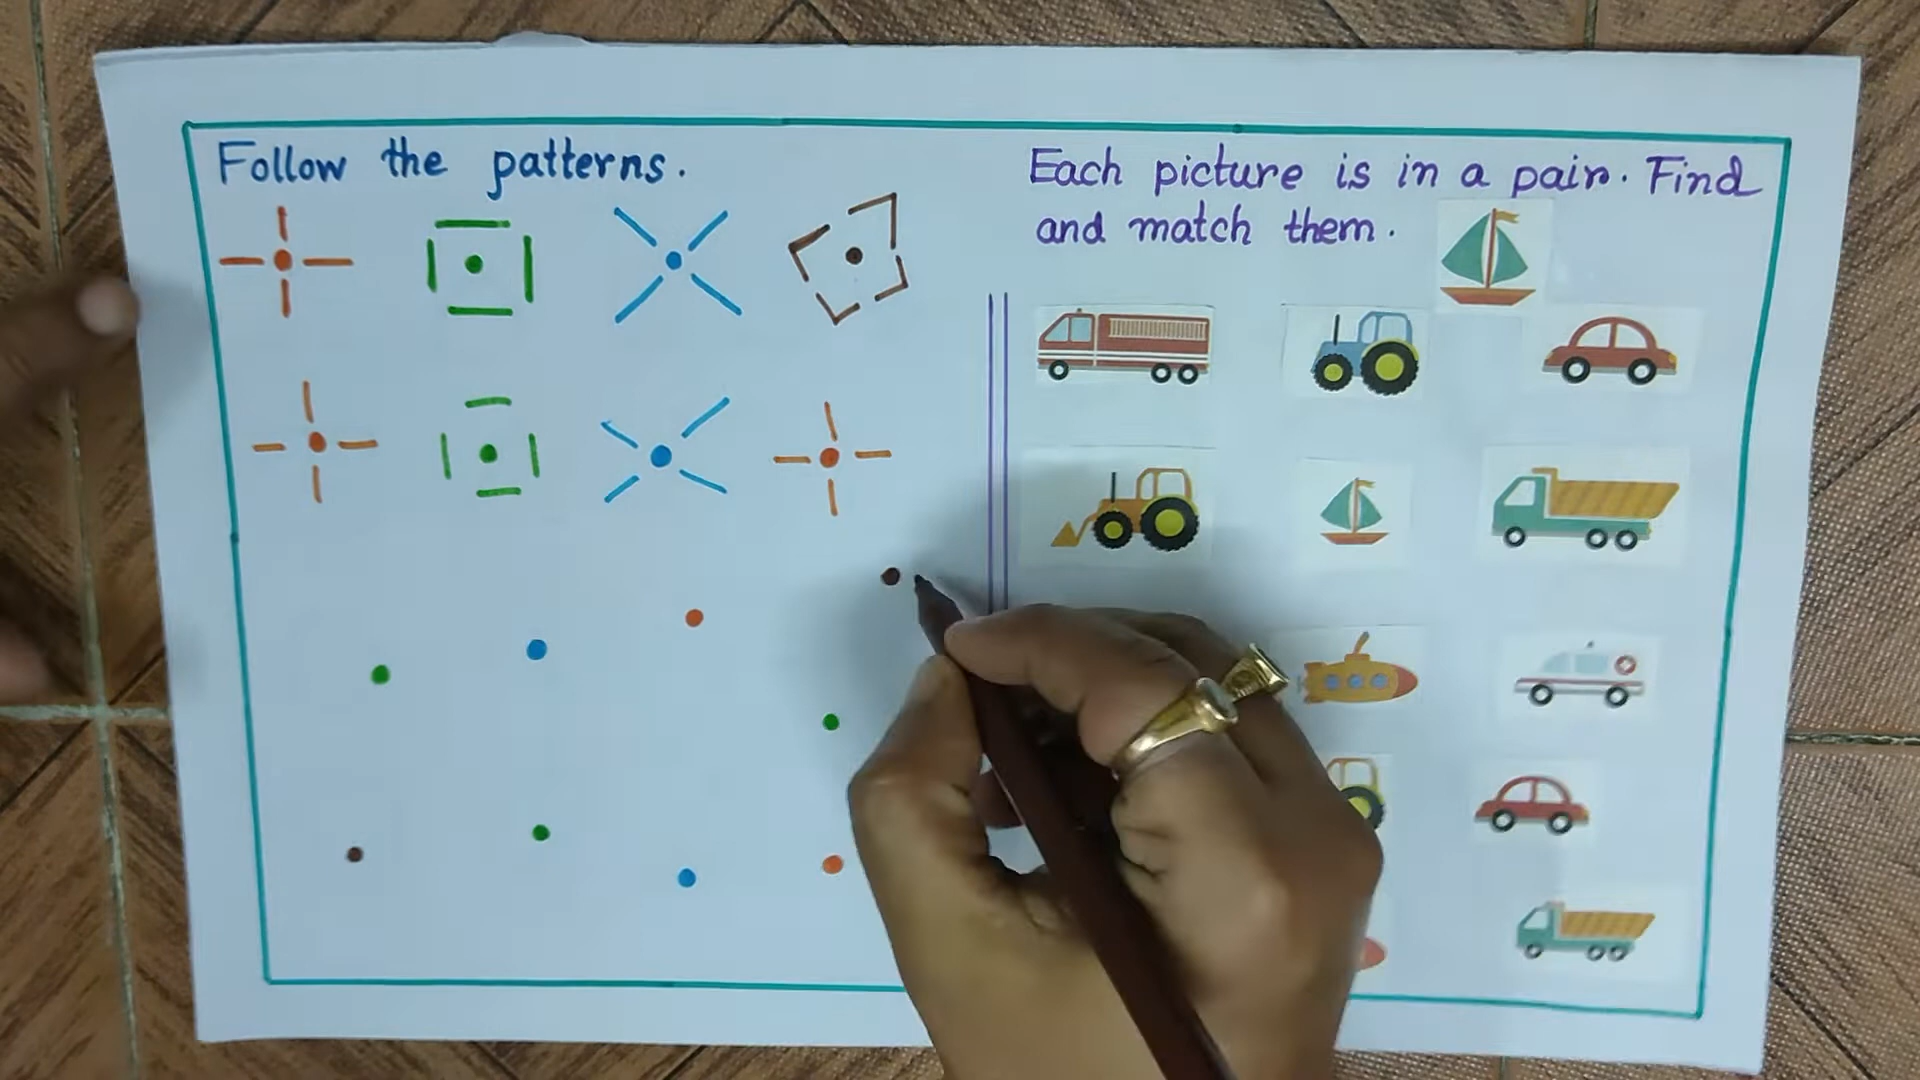 Follow the patterns.
Each picture is in a pair. Find
and match them.